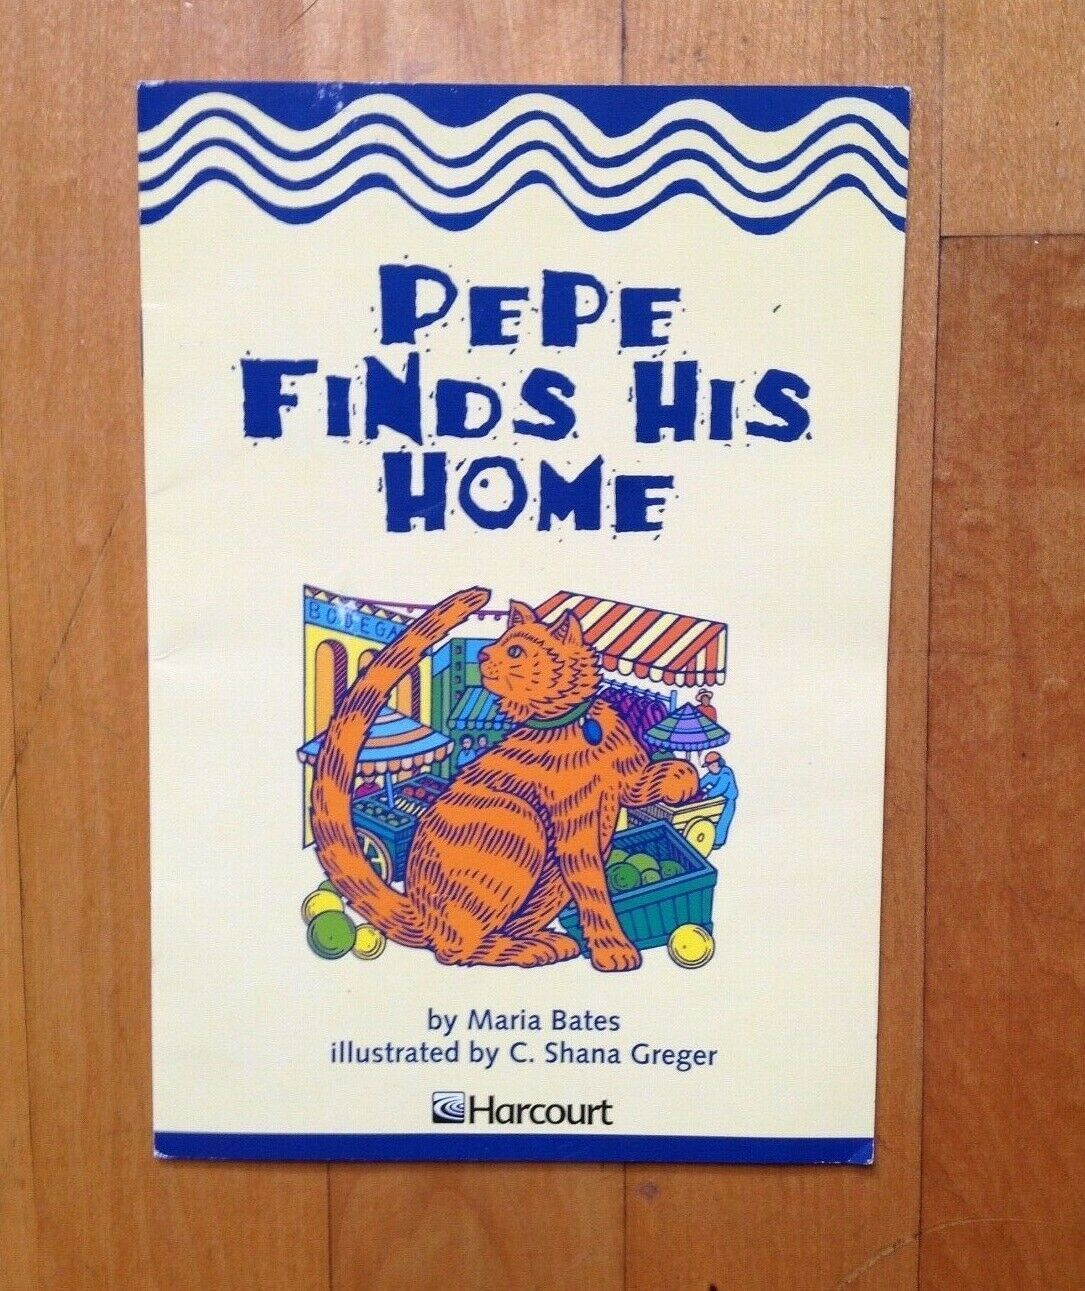 PEPE
FINDS HIS
HOME
BODEGA
by Maria Bates
illustrated by C. Shana Greger
Harcourt